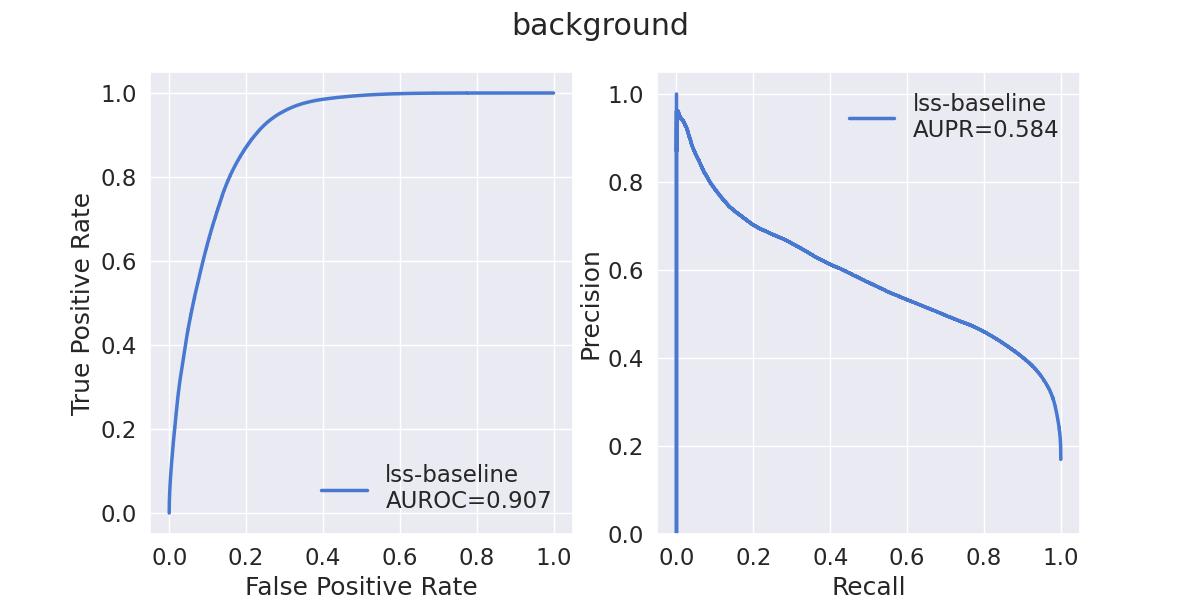 background
1.0
0.8
0.6
0.4
0.2
0.0
True Positive Rate
lss-baseline
AUROC=0.907
0.0 0.2 0.4 0.6 0.8 1.0
False Positive Rate
1.0
0.8
0.6
0.4
0.2
0.0
Precision
lss-baseline
AUPR=0.584
0.0 0.2 0.4 0.6 0.8 1.0
Recall